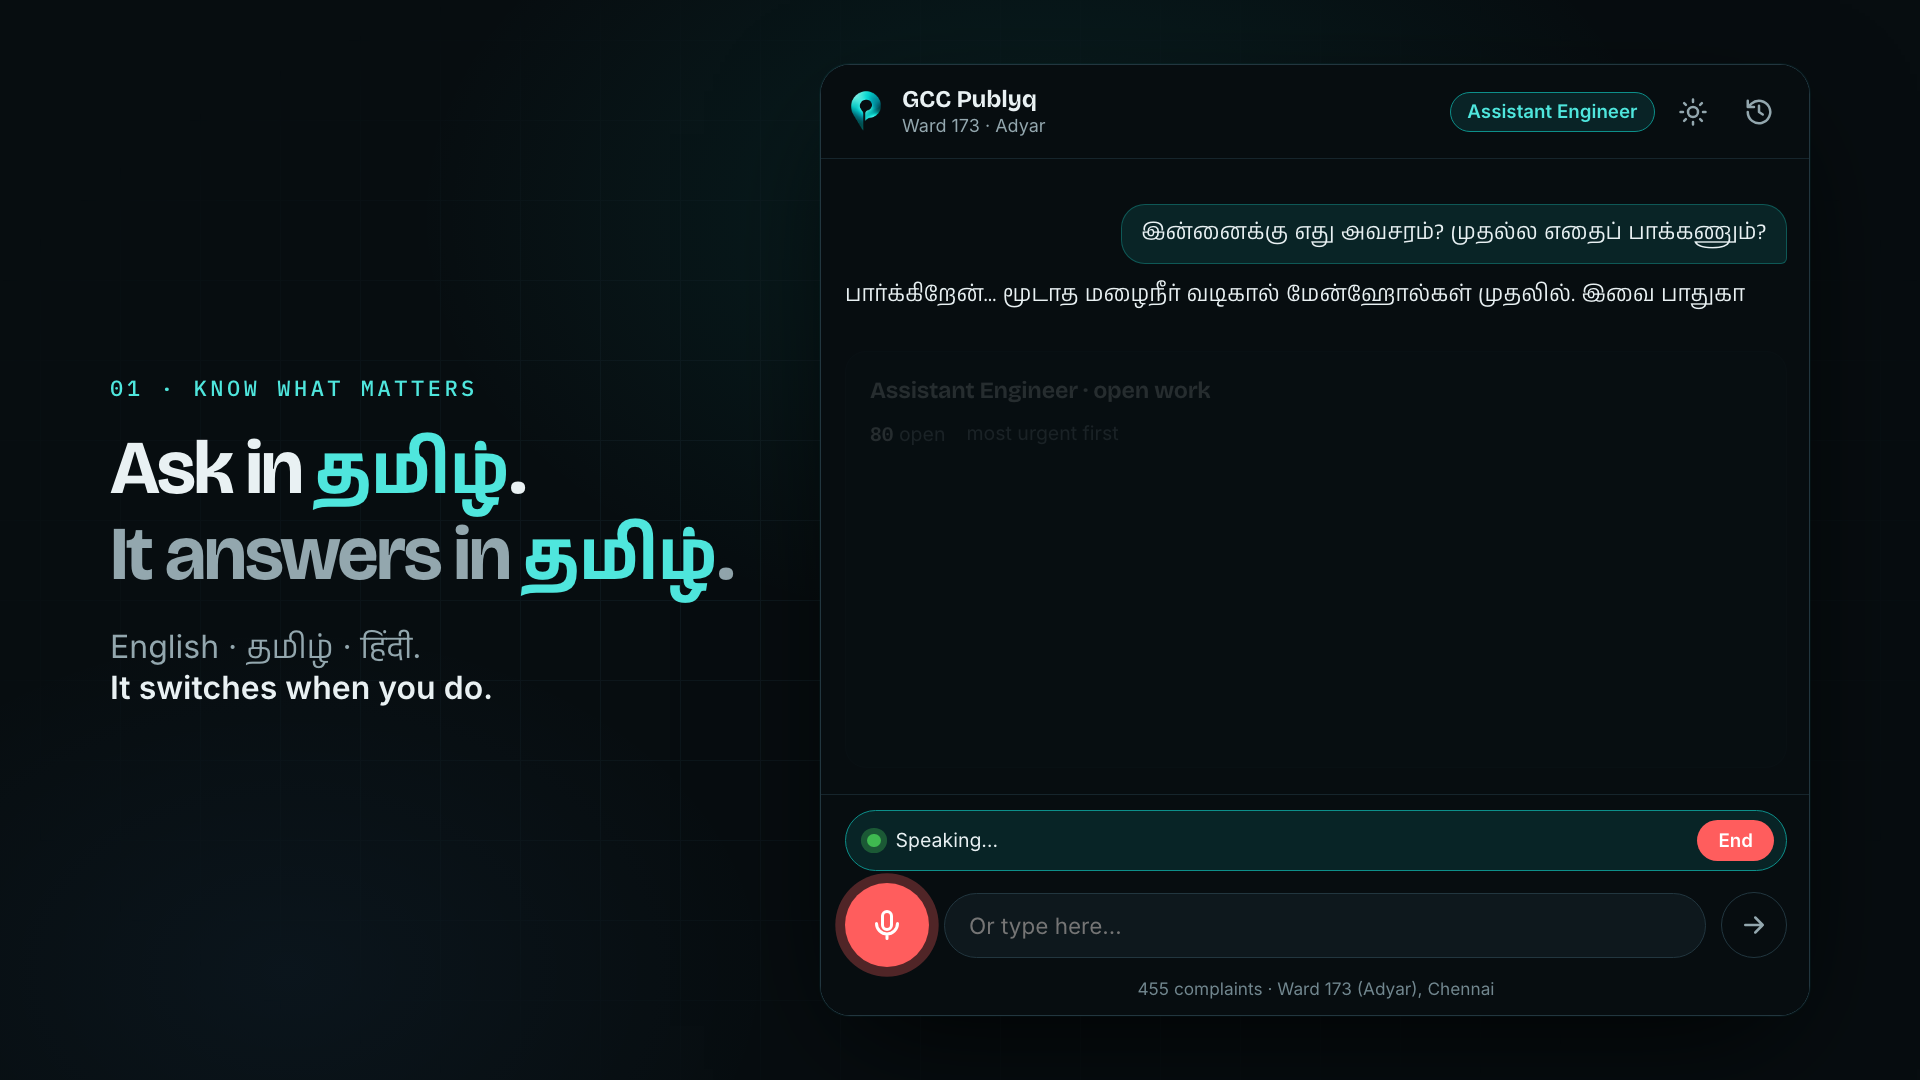 01 · KNOW WHAT MATTERS
Ask in தமிழ்.
It answers in தமிழ்.
English · தமிழ் · हिंदी.
It switches when you do.
GCC Publyq
Ward 173 · Adyar
Assistant Engineer
இன்னைக்கு எது அவசரம்? முதல்ல எதைப் பாக்கணும்?
பார்க்கிறேன்... மூடாத மழைநீர் வடிகால் மேன்ஹோல்கள் முதலில். இவை பாதுகா
Assistant Engineer · open work
80 open most urgent first
Speaking...
End
Or type here...
455 complaints · Ward 173 (Adyar), Chennai